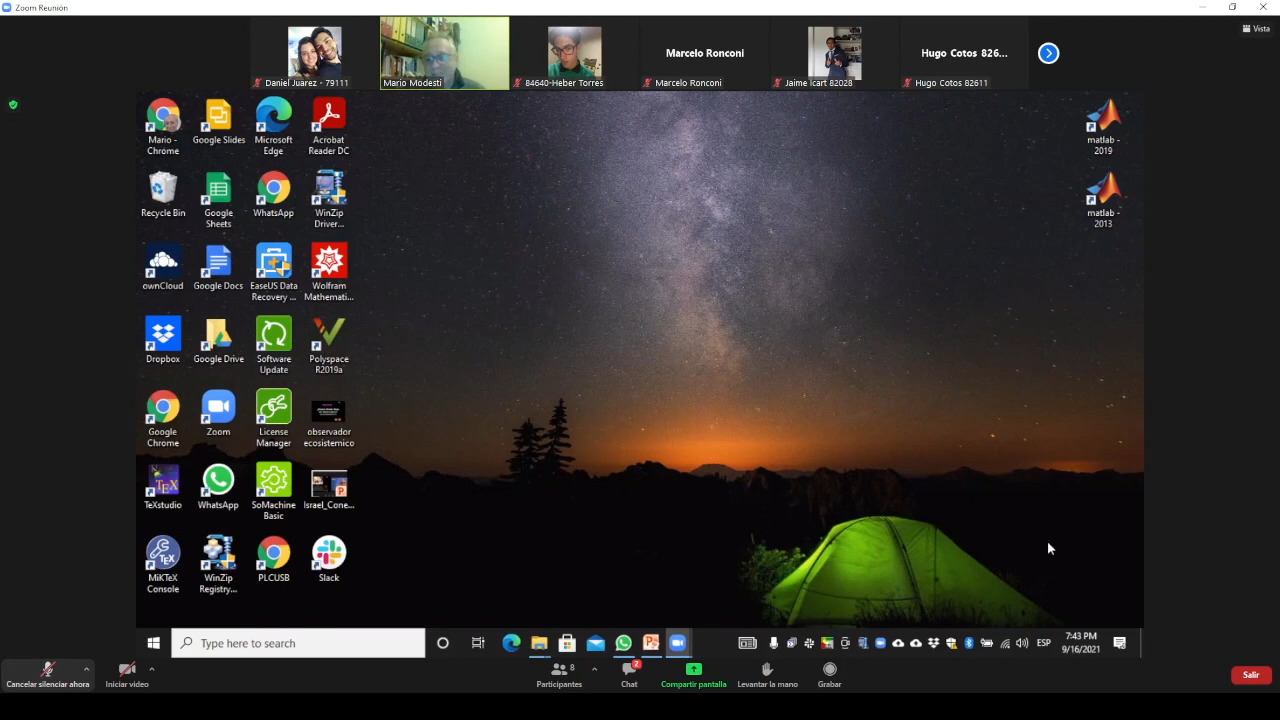 Zoom Reunión
Vista
Daniel Juarez - 79111
Mario Modesti
84640-Heber Torres
Marcelo Ronconi
Marcelo Ronconi
Jaime Icart 82028
Hugo Cotos 826...
Hugo Cotos 82611
Mario -
Chrome
Google Slides
Microsoft
Edge
Acrobat
Reader DC
matlab -
2019
Recycle Bin
Google
Sheets
WhatsApp
WinZip
Driver...
matlab -
2013
ownCloud
Google Docs
EaseUS Data
Recovery ...
Wolfram
Mathemati...
Dropbox
Google Drive
Software
Update
Polyspace
R2019a
Google
Chrome
Zoom
License
Manager
observador
ecosistemico
TeXstudio
WhatsApp
SoMachine
Basic
Israel_Cone...
MiKTeX
Console
WinZip
Registry...
PLCUSB
Slack
Type here to search
ESP
7:43 PM
9/16/2021
Cancelar silenciar ahora
Iniciar video
8
Participantes
2
Chat
Compartir pantalla
Levantar la mano
Grabar
Salir